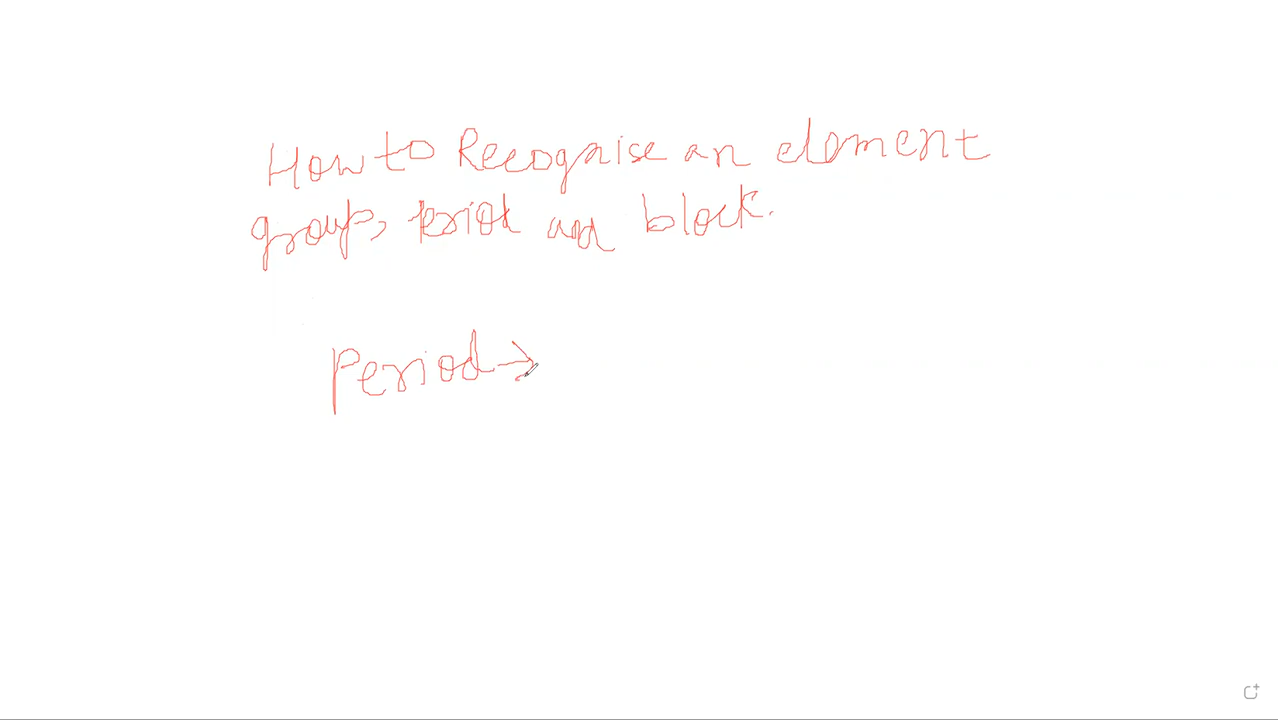 How to Recognise an element
group, period and block.
Period →